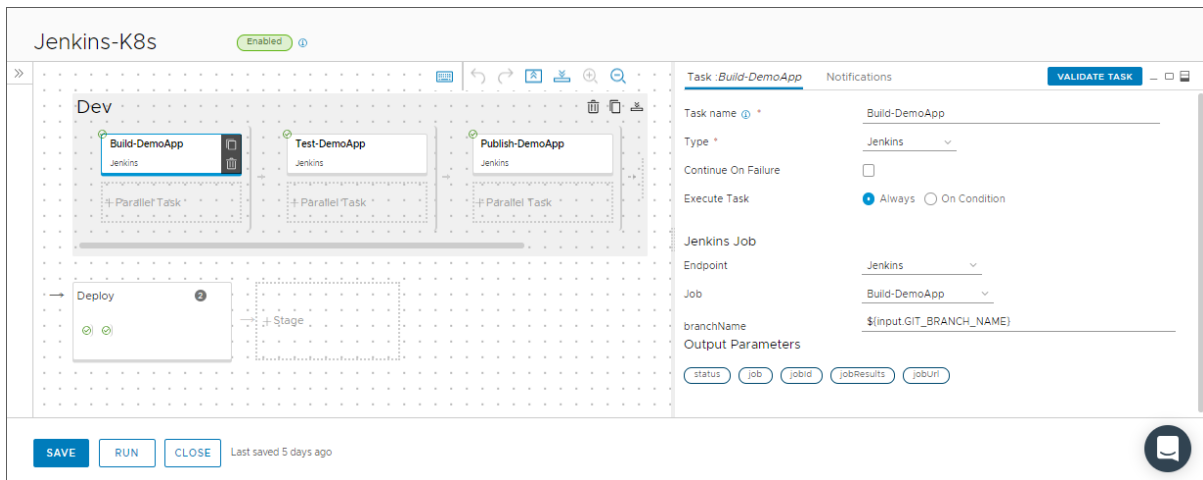 Jenkins-K8s Enabled
Task :Build-DemoApp Notifications VALIDATE TASK
Dev
Build-DemoApp
Jenkins
+ Parallel Task
Test-DemoApp
Jenkins
+ Parallel Task
Publish-DemoApp
Jenkins
+ Parallel Task
Deploy 2
+ Stage
Task name * Build-DemoApp
Type * Jenkins
Continue On Failure
Execute Task Always On Condition
Jenkins Job
Endpoint Jenkins
Job Build-DemoApp
branchName ${input.GIT_BRANCH_NAME}
Output Parameters
status job jobId jobResults jobUrl
SAVE RUN CLOSE Last saved 5 days ago